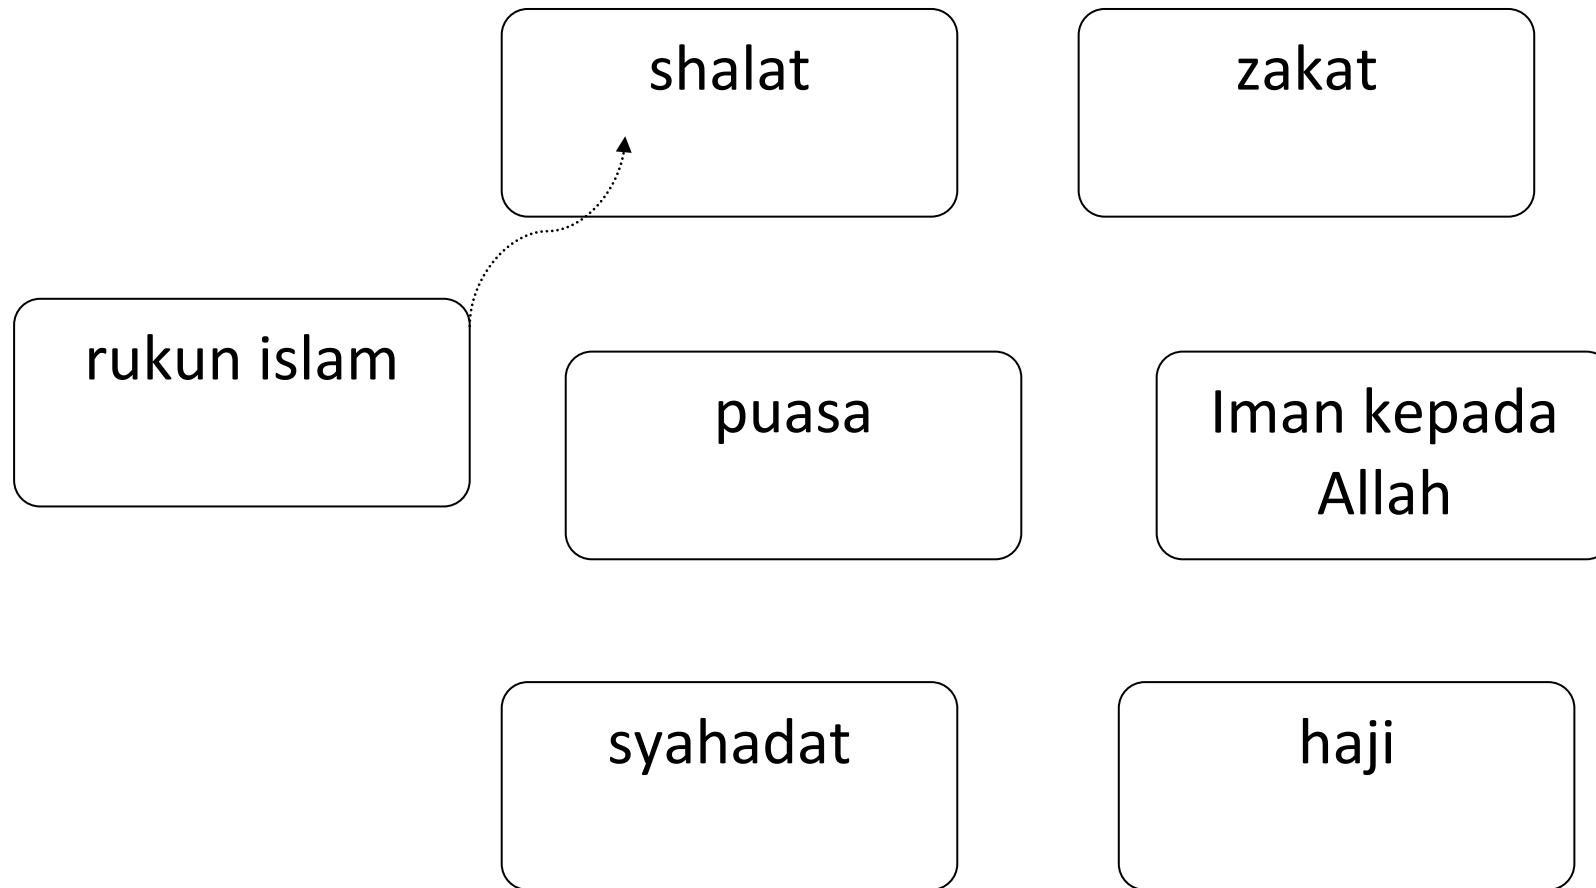 shalat
zakat
rukun islam
puasa
Iman kepada
Allah
syahadat
haji